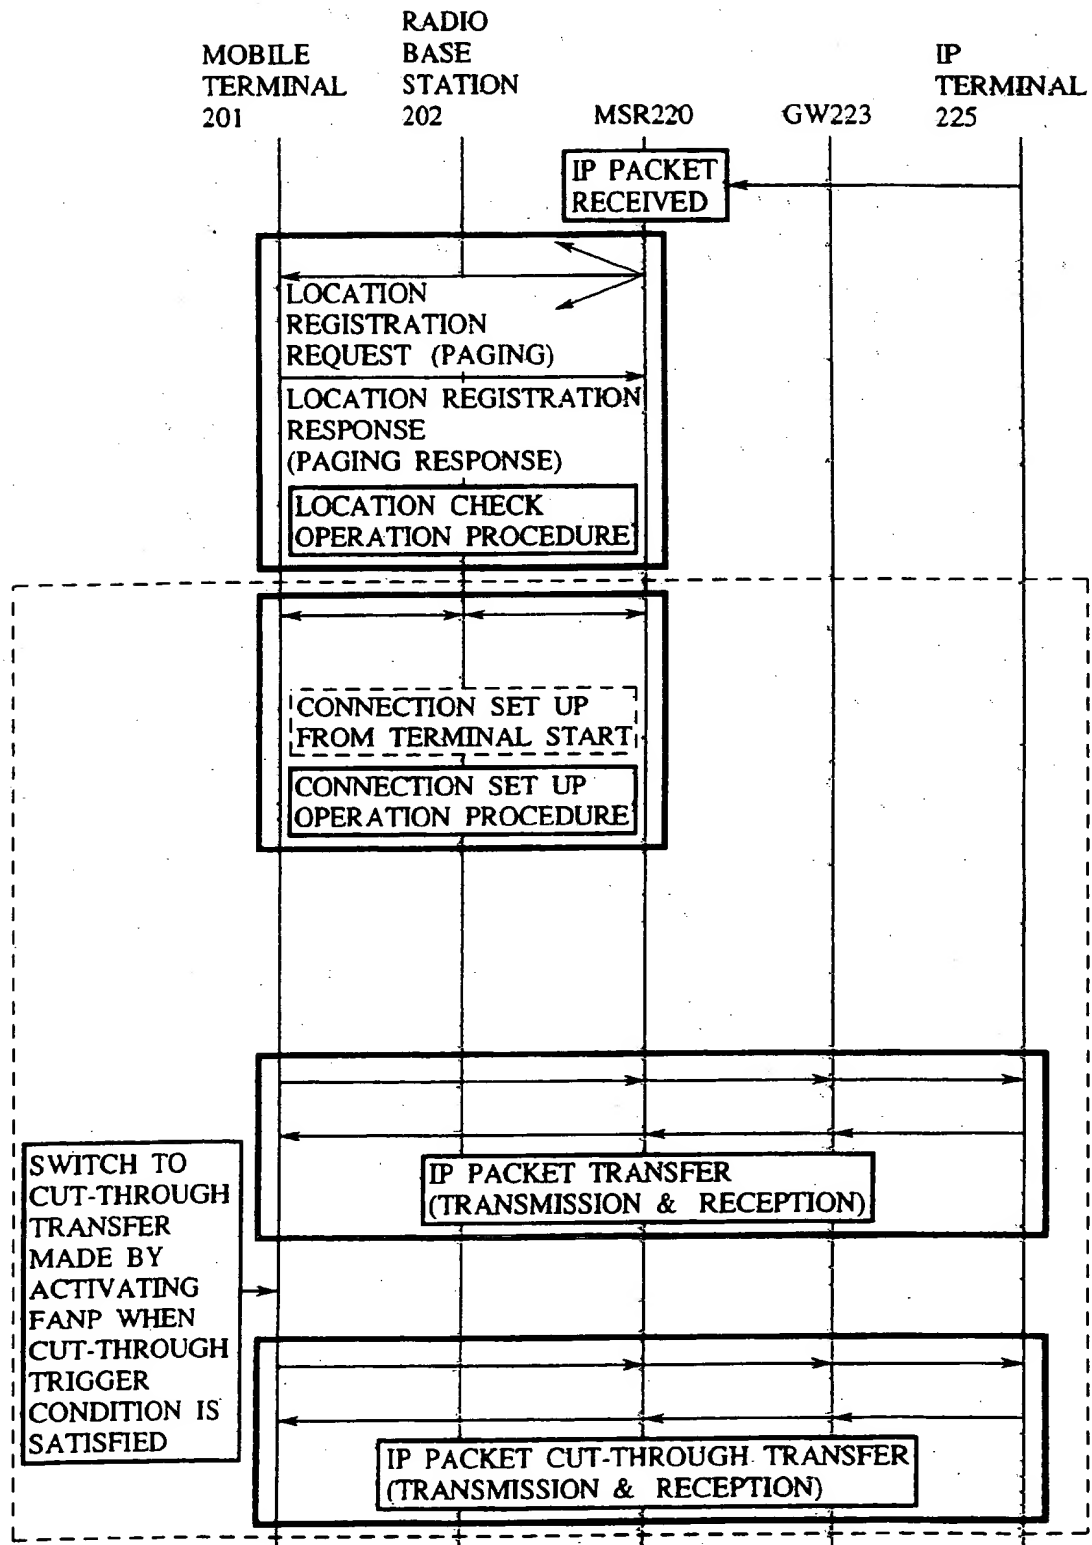 MOBILE
TERMINAL
201
RADIO
BASE
STATION
202
MSR220
GW223
IP
TERMINAL
225
IP PACKET
RECEIVED
LOCATION
REGISTRATION
REQUEST (PAGING)
LOCATION REGISTRATION
RESPONSE
(PAGING RESPONSE)
LOCATION CHECK
OPERATION PROCEDURE
CONNECTION SET UP
FROM TERMINAL START
CONNECTION SET UP
OPERATION PROCEDURE
IP PACKET TRANSFER
(TRANSMISSION & RECEPTION)
SWITCH TO
CUT-THROUGH
TRANSFER
MADE BY
ACTIVATING
FANP WHEN
CUT-THROUGH
TRIGGER
CONDITION IS
SATISFIED
IP PACKET CUT-THROUGH TRANSFER
(TRANSMISSION & RECEPTION)